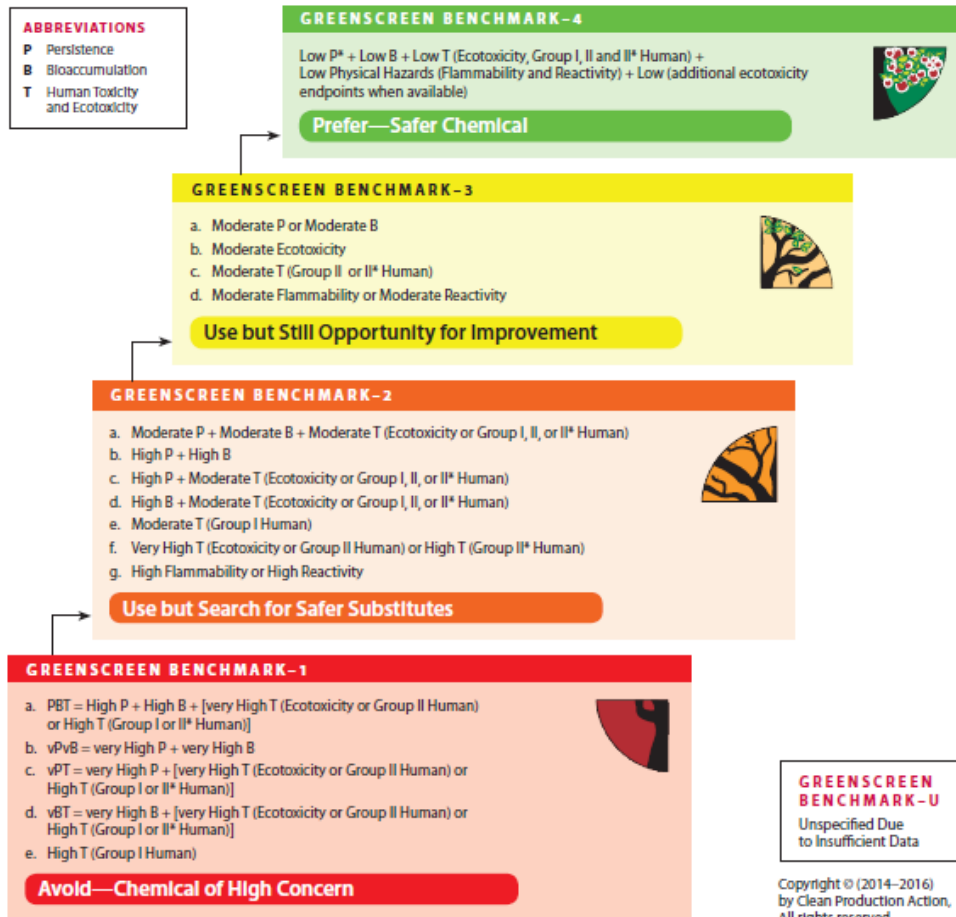 ABBREVIATIONS
P Persistence
B Bioaccumulation
T Human Toxicity
and Ecotoxicity
GREENSCREEN BENCHMARK–4
Low P* + Low B + Low T (Ecotoxicity, Group I, II and II* Human) +
Low Physical Hazards (Flammability and Reactivity) + Low (additional ecotoxicity
endpoints when available)
Prefer—Safer Chemical
GREENSCREEN BENCHMARK–3
a. Moderate P or Moderate B
b. Moderate Ecotoxicity
c. Moderate T (Group II or II* Human)
d. Moderate Flammability or Moderate Reactivity
Use but Still Opportunity for Improvement
GREENSCREEN BENCHMARK–2
a. Moderate P + Moderate B + Moderate T (Ecotoxicity or Group I, II, or II* Human)
b. High P + High B
c. High P + Moderate T (Ecotoxicity or Group I, II, or II* Human)
d. High B + Moderate T (Ecotoxicity or Group I, II, or II* Human)
e. Moderate T (Group I Human)
f. Very High T (Ecotoxicity or Group II Human) or High T (Group II* Human)
g. High Flammability or High Reactivity
Use but Search for Safer Substitutes
GREENSCREEN BENCHMARK–1
a. PBT = High P + High B + [very High T (Ecotoxicity or Group II Human)
or High T (Group I or II* Human)]
b. vPvB = very High P + very High B
c. vPT = very High P + [very High T (Ecotoxicity or Group II Human) or
High T (Group I or II* Human)]
d. vBT = very High B + [very High T (Ecotoxicity or Group II Human) or
High T (Group I or II* Human)]
e. High T (Group I Human)
Avoid—Chemical of High Concern
GREENSCREEN
BENCHMARK–U
Unspecified Due
to Insufficient Data
Copyright © (2014–2016)
by Clean Production Action,
All rights reserved